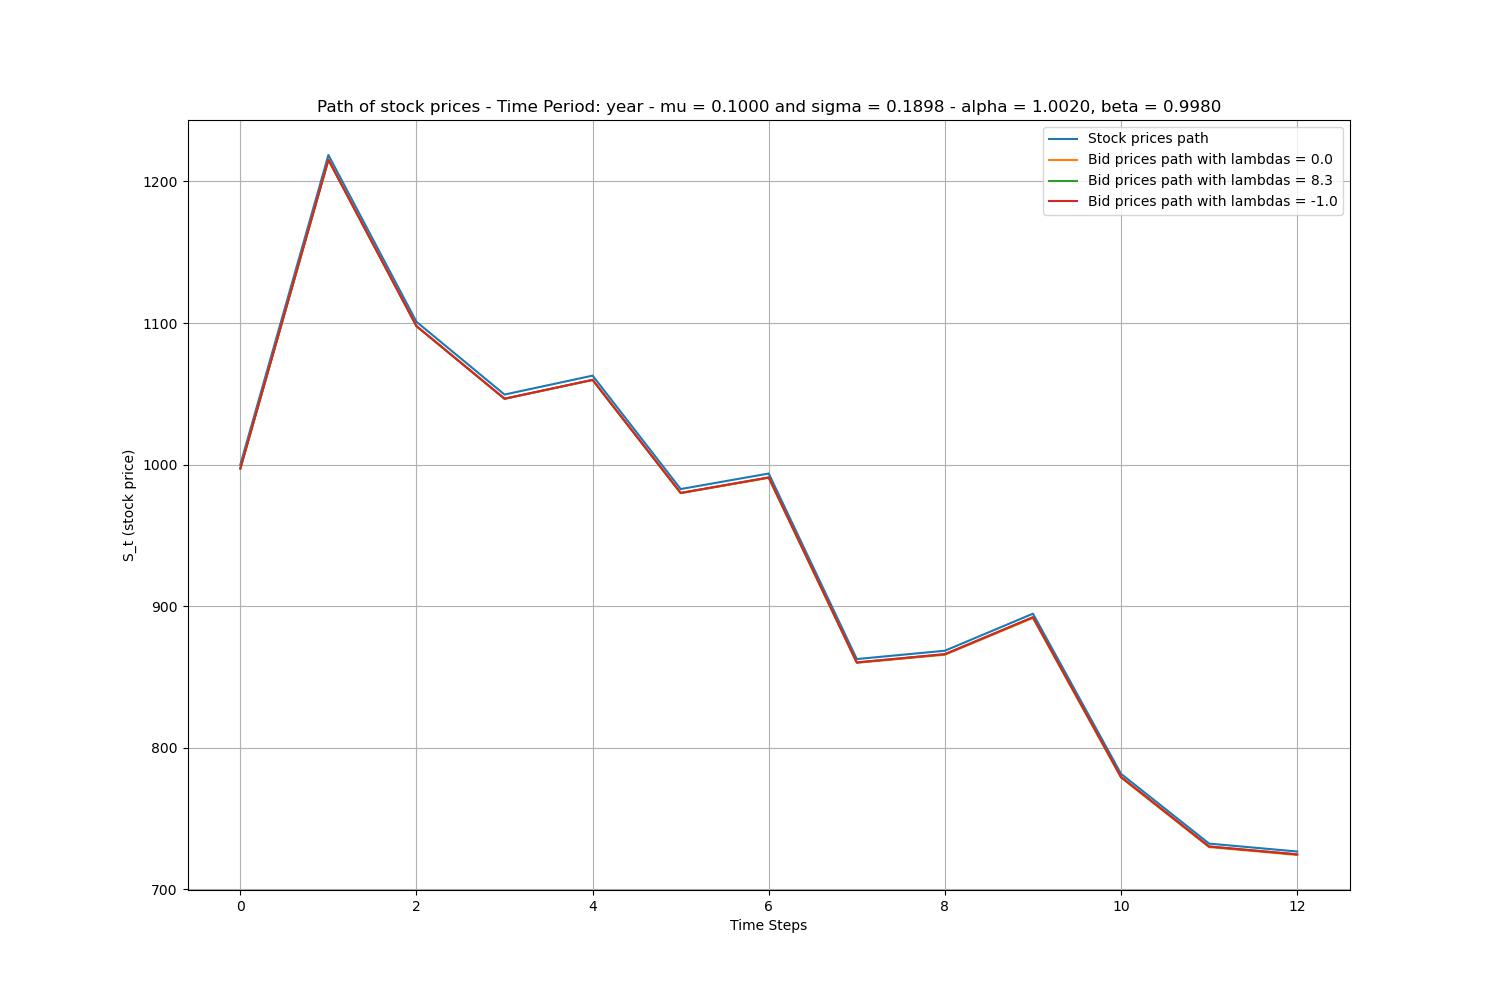 Path of stock prices - Time Period: year - mu = 0.1000 and sigma = 0.1898 - alpha = 1.0020, beta = 0.9980
Stock prices path
Bid prices path with lambdas = 0.0
Bid prices path with lambdas = 8.3
Bid prices path with lambdas = -1.0
1200
1100
1000
900
800
700
S_t (stock price)
0
2
4
6
8
10
12
Time Steps